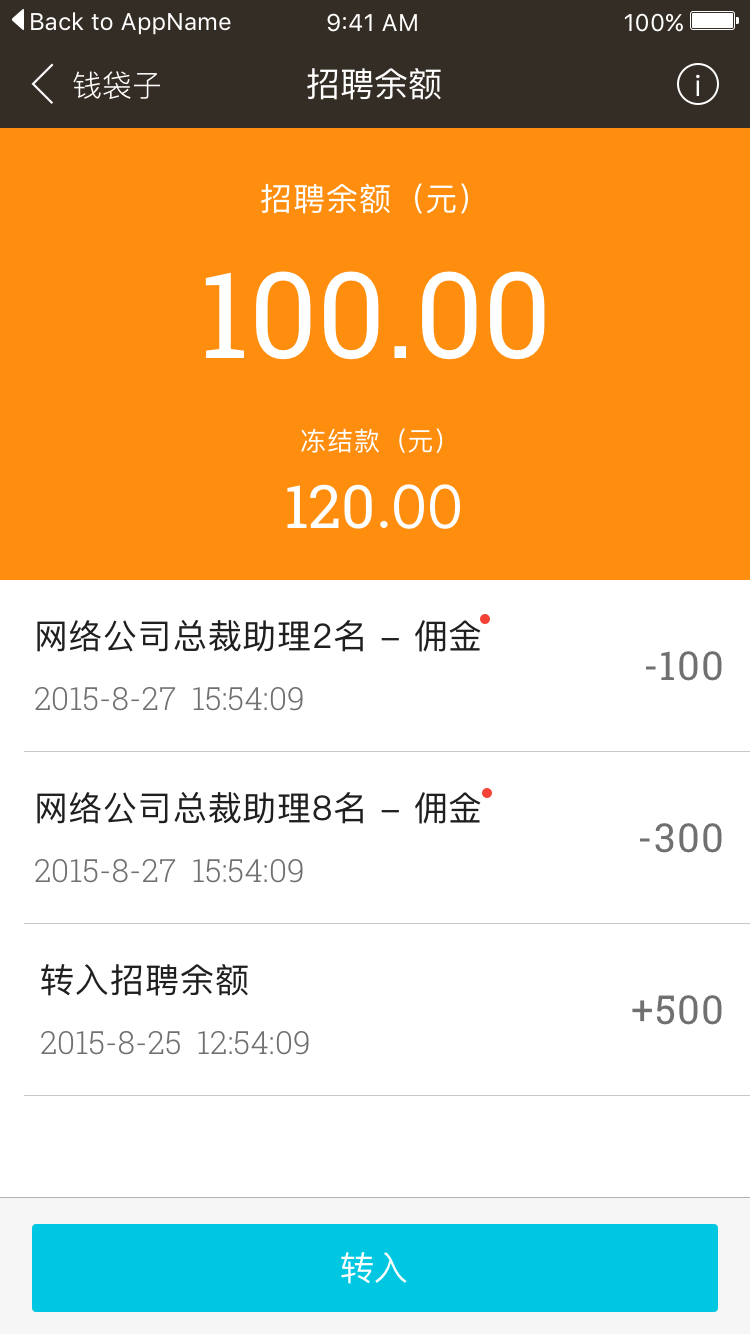 Back to AppName 9:41 AM 100%
钱袋子 招聘余额 i
招聘余额（元）
100.00
冻结款（元）
120.00
网络公司总裁助理2名 – 佣金
-100
2015-8-27 15:54:09
网络公司总裁助理8名 – 佣金
-300
2015-8-27 15:54:09
转入招聘余额
+500
2015-8-25 12:54:09
转入